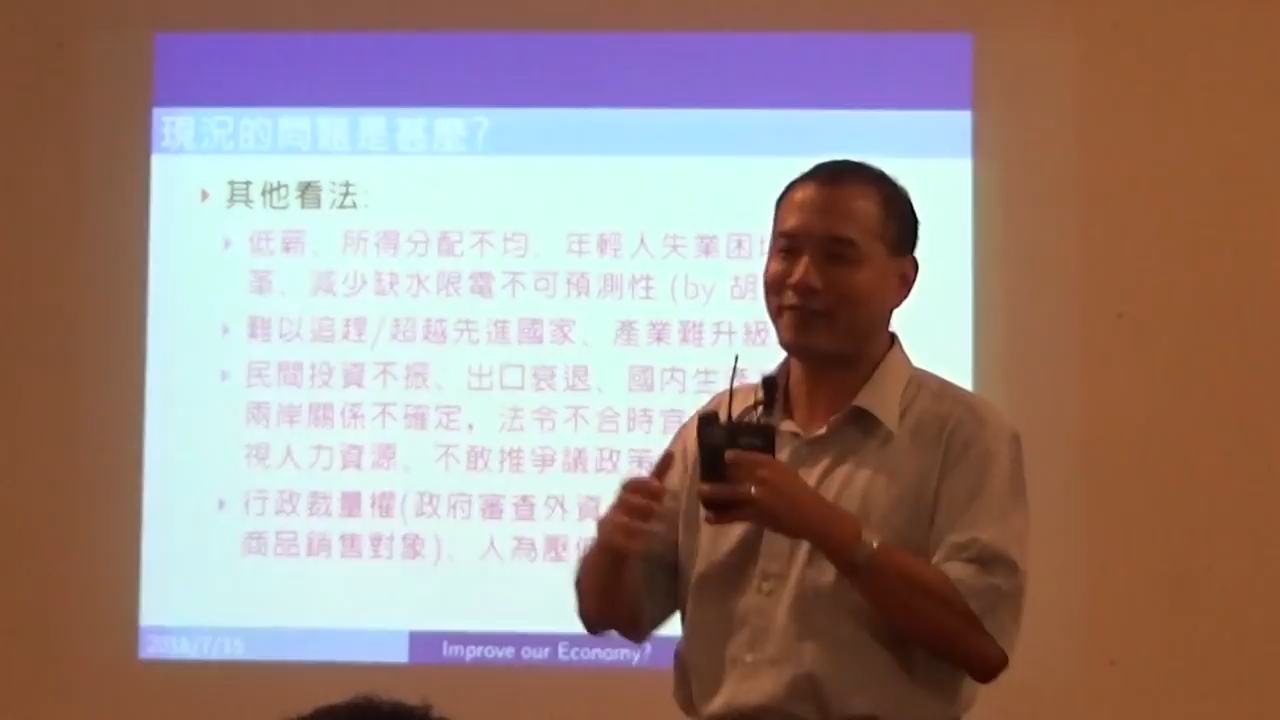 現況的問題是甚麼?
其他看法:
低薪、所得分配不均、年輕人失業困
革、減少缺水限電不可預測性 (by 胡
難以追趕/超越先進國家、產業難升級
民間投資不振、出口衰退、國內生產
兩岸關係不確定, 法令不合時宜
視人力資源、不敢推爭議政策
行政裁量權(政府審查外資
商品銷售對象)、人為壓低
2016/7/15
Improve our Economy?